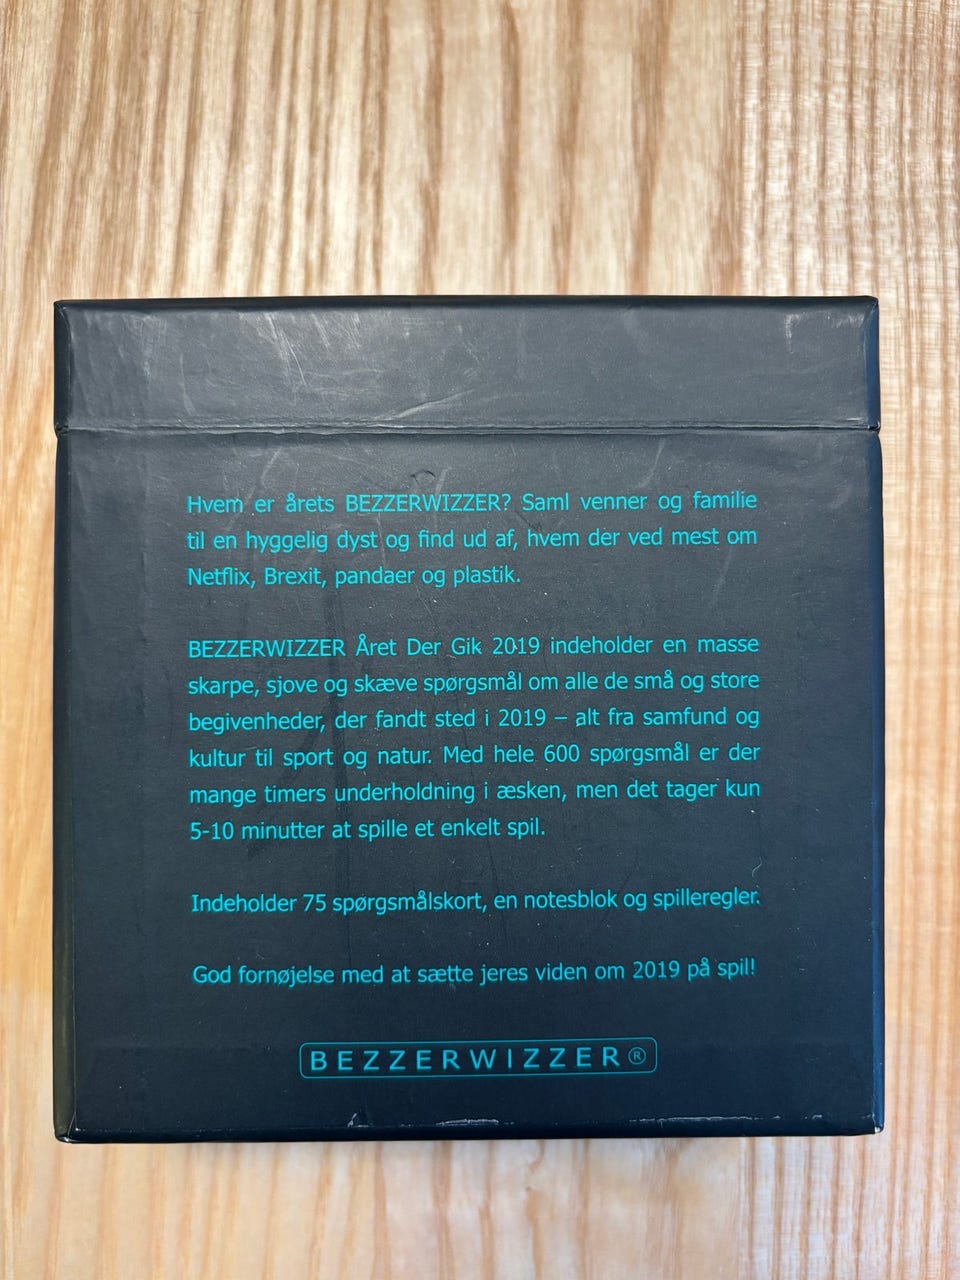 Hvem er årets BEZZERWIZZER? Saml venner og familie
til en hyggelig dyst og find ud af, hvem der ved mest om
Netflix, Brexit, pandaer og plastik.
BEZZERWIZZER Året Der Gik 2019 indeholder en masse
skarpe, sjove og skæve spørgsmål om alle de små og store
begivenheder, der fandt sted i 2019 – alt fra samfund og
kultur til sport og natur. Med hele 600 spørgsmål er der
mange timers underholdning i æsken, men det tager kun
5-10 minutter at spille et enkelt spil.
Indeholder 75 spørgsmålskort, en notesblok og spilleregler.
God fornøjelse med at sætte jeres viden om 2019 på spil!
BEZZERWIZZER®